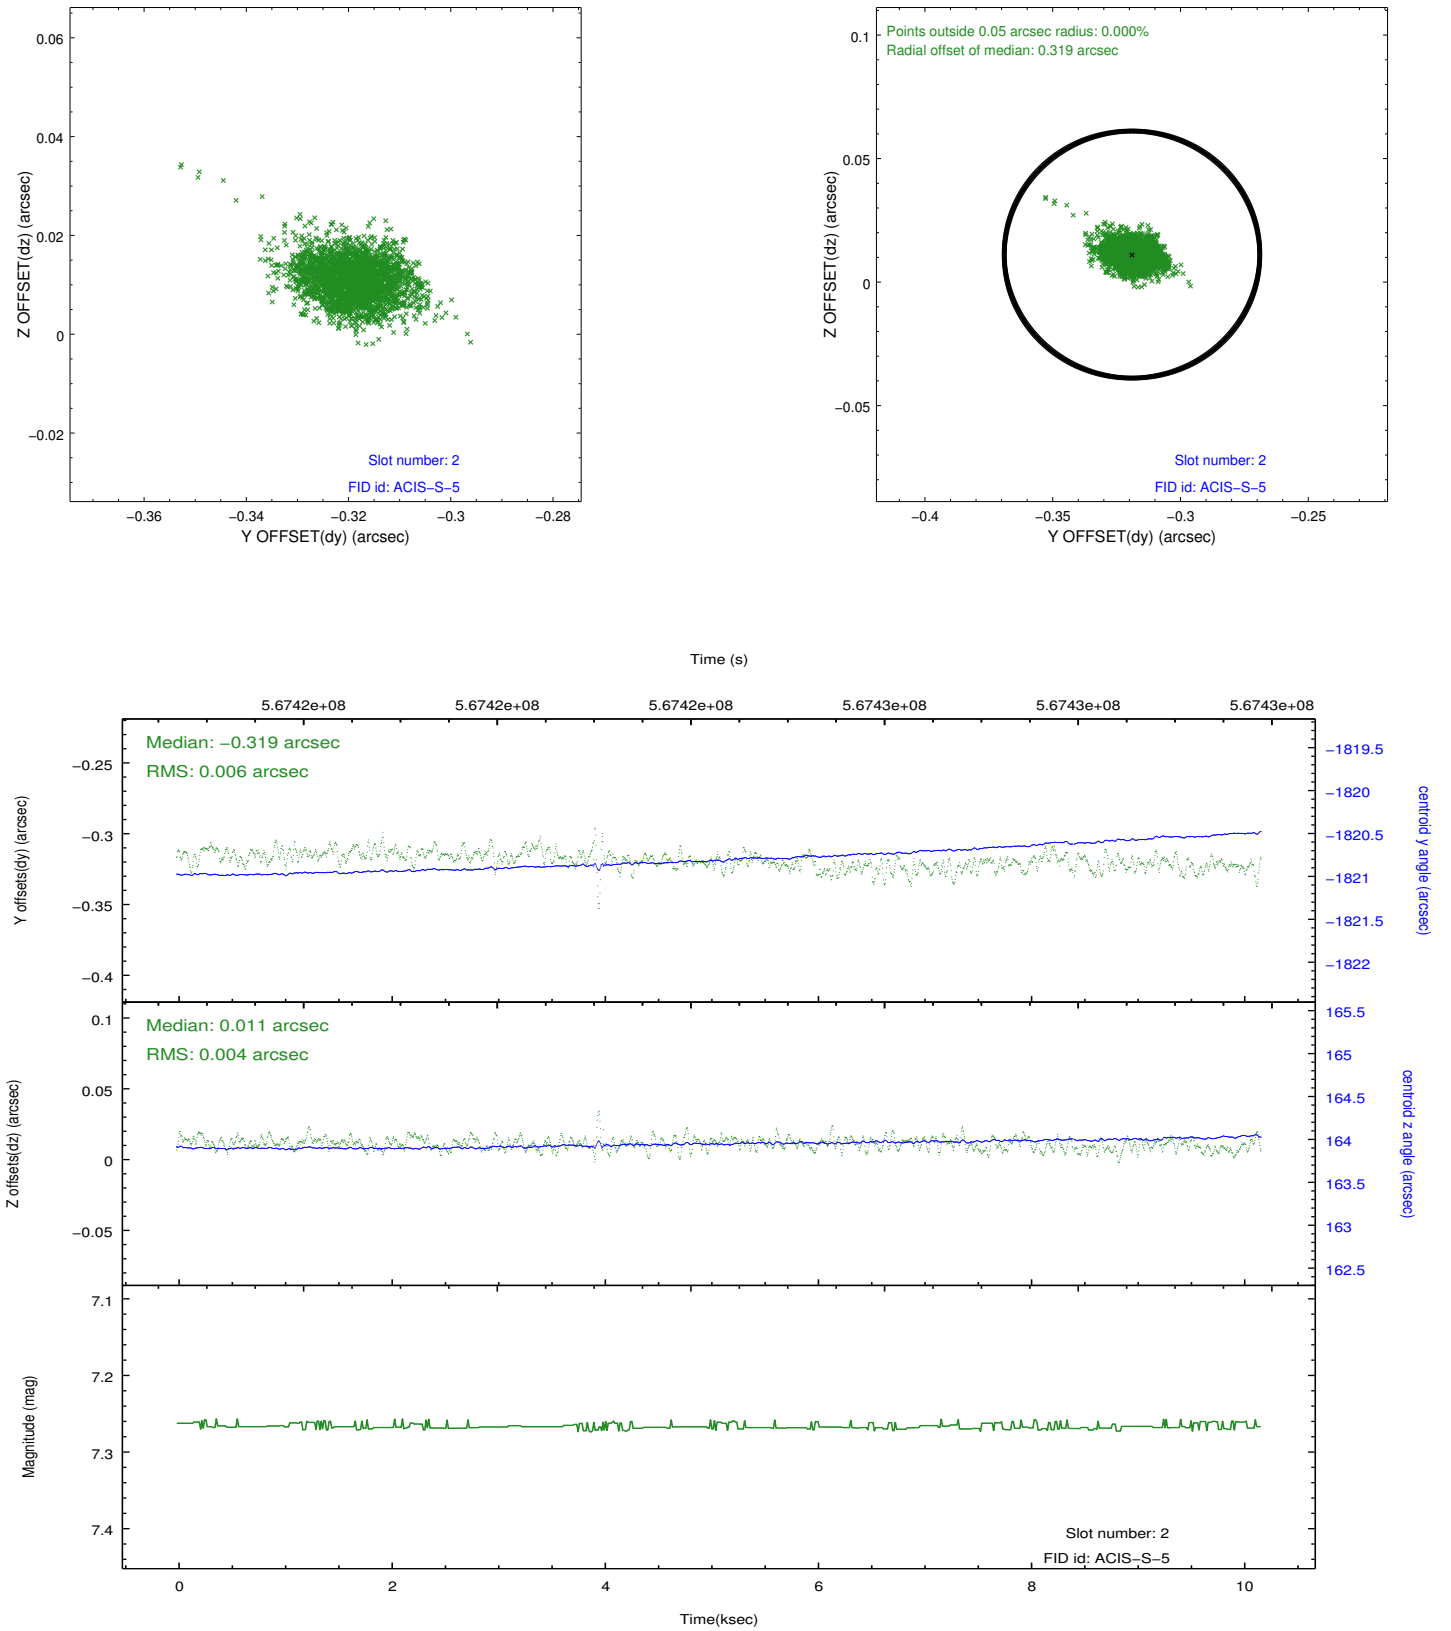 0.06
0.04
0.02
0
−0.02
Z OFFSET(dz) (arcsec)
Slot number: 2
FID id: ACIS−S−5
−0.36
−0.34
−0.32
−0.3
−0.28
Y OFFSET(dy) (arcsec)
Points outside 0.05 arcsec radius: 0.000%
Radial offset of median: 0.319 arcsec
0.1
0.05
0
−0.05
Z OFFSET(dz) (arcsec)
Slot number: 2
FID id: ACIS−S−5
−0.4
−0.35
−0.3
−0.25
Y OFFSET(dy) (arcsec)
Time (s)
5.6742e+08
5.6742e+08
5.6742e+08
5.6743e+08
5.6743e+08
5.6743e+08
Median: −0.319 arcsec
RMS: 0.006 arcsec
−0.25
−0.3
−0.35
−0.4
Y offsets(dy) (arcsec)
−1819.5
−1820
−1820.5
−1821
−1821.5
−1822
centroid y angle (arcsec)
Median: 0.011 arcsec
RMS: 0.004 arcsec
0.1
0.05
0
−0.05
Z offsets(dz) (arcsec)
165.5
165
164.5
164
163.5
163
162.5
centroid z angle (arcsec)
7.1
7.2
7.3
7.4
Magnitude (mag)
Slot number: 2
FID id: ACIS−S−5
0
2
4
6
8
10
Time(ksec)